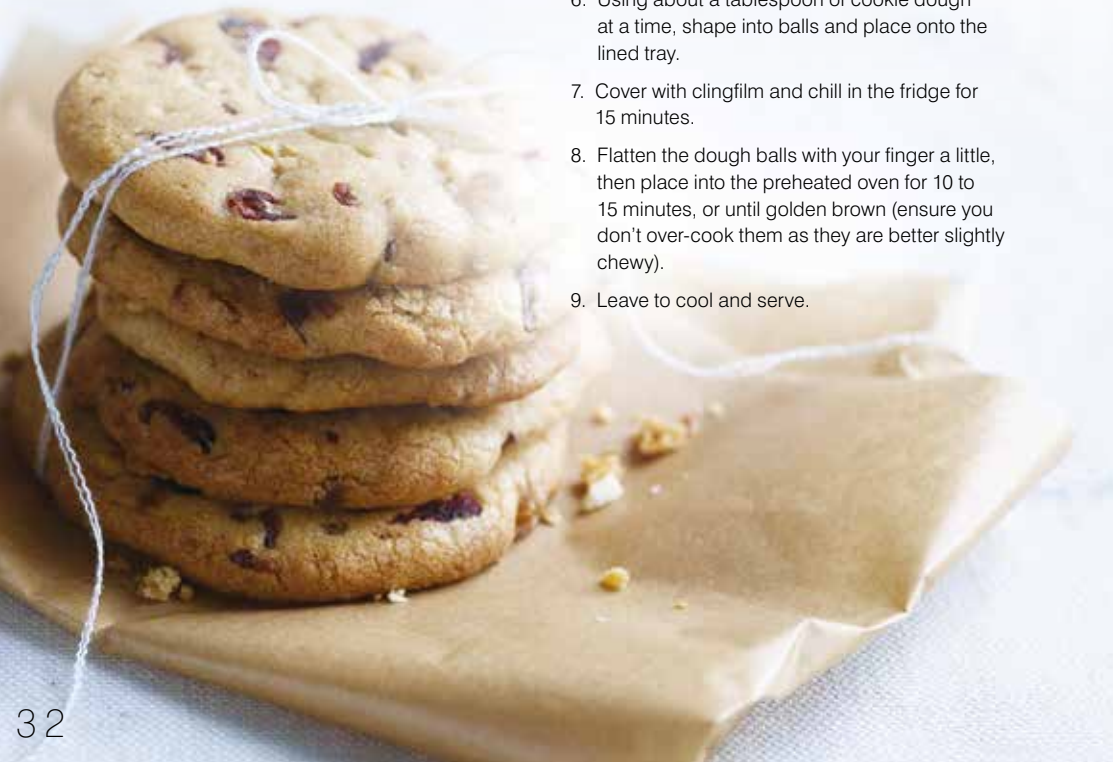 6. Using about a tablespoon of cookie dough
at a time, shape into balls and place onto the
lined tray.
7. Cover with clingfilm and chill in the fridge for
15 minutes.
8. Flatten the dough balls with your finger a little,
then place into the preheated oven for 10 to
15 minutes, or until golden brown (ensure you
don't over-cook them as they are better slightly
chewy).
9. Leave to cool and serve.
32